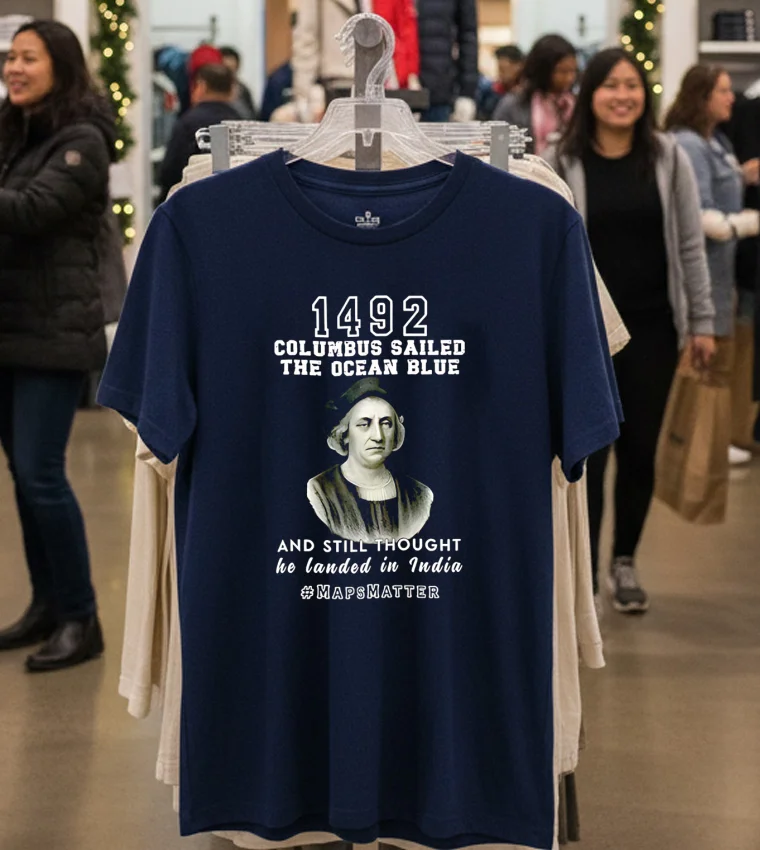 1492
COLUMBUS SAILED
THE OCEAN BLUE
AND STILL THOUGHT
he landed in India
#MAPSMATTER